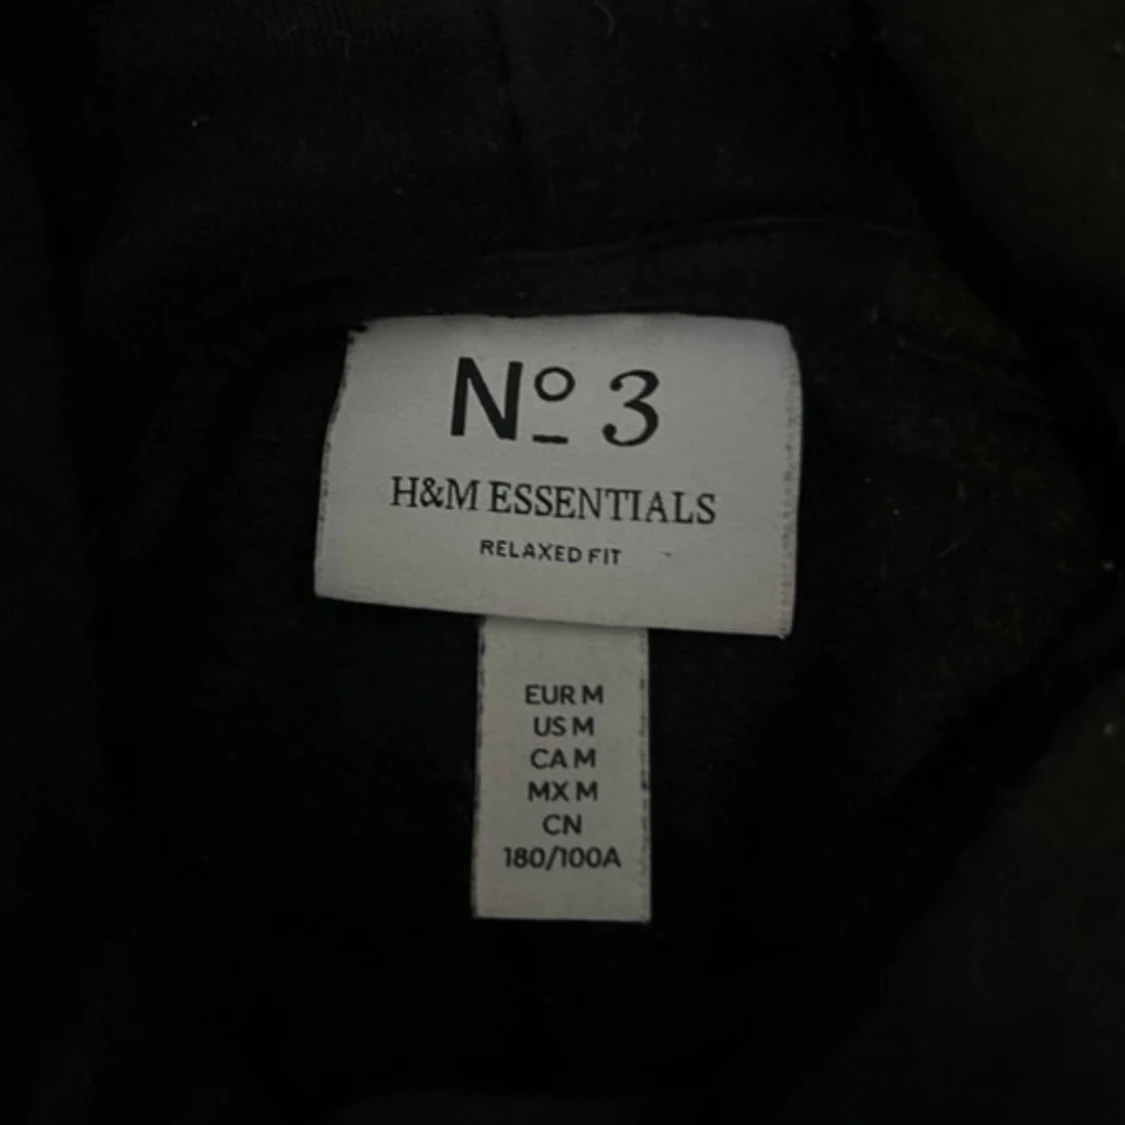 Nº 3
H&M ESSENTIALS
RELAXED FIT
EUR M
US M
CA M
MX M
CN
180/100A